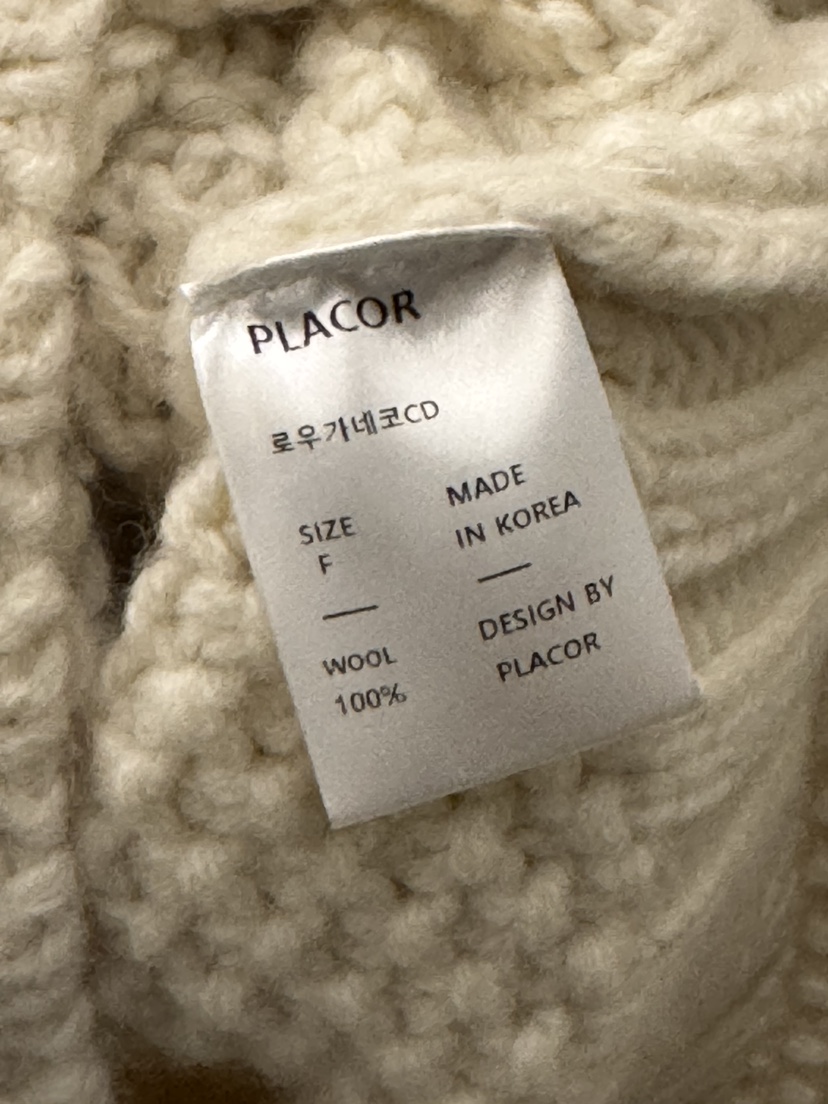 PLACOR
로우가네코CD
SIZE
F
WOOL
100%
MADE
IN KOREA
DESIGN BY
PLACOR